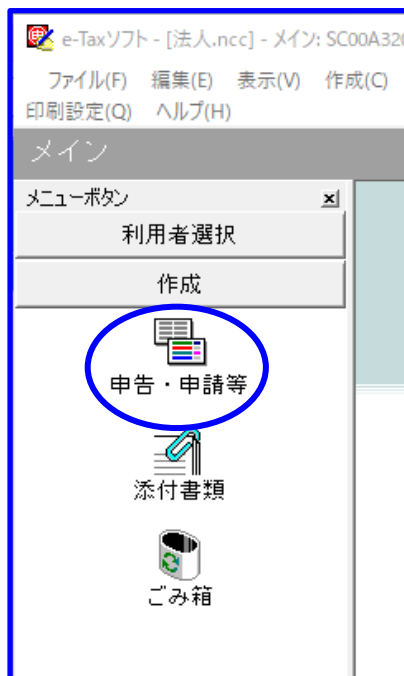 e-Taxソフト - [法人.ncc] - メイン: SC00A320
ファイル(F) 編集(E) 表示(V) 作成(C)
印刷設定(Q) ヘルプ(H)
メイン
メニューボタン
利用者選択
作成
申告・申請等
添付書類
ごみ箱